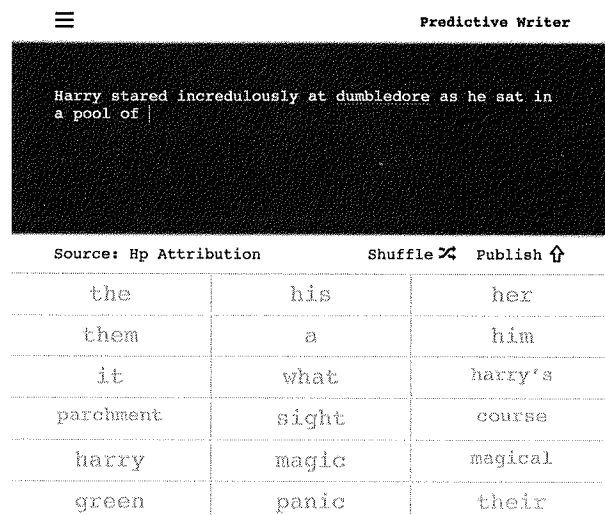 Predictive Writer
Harry stared incredulously at dumbledore as he sat in
a pool of
Source: Hp Attribution Shuffle Publish
the his her
them a him
it what harry's
parchment sight course
harry magic magical
green panic their